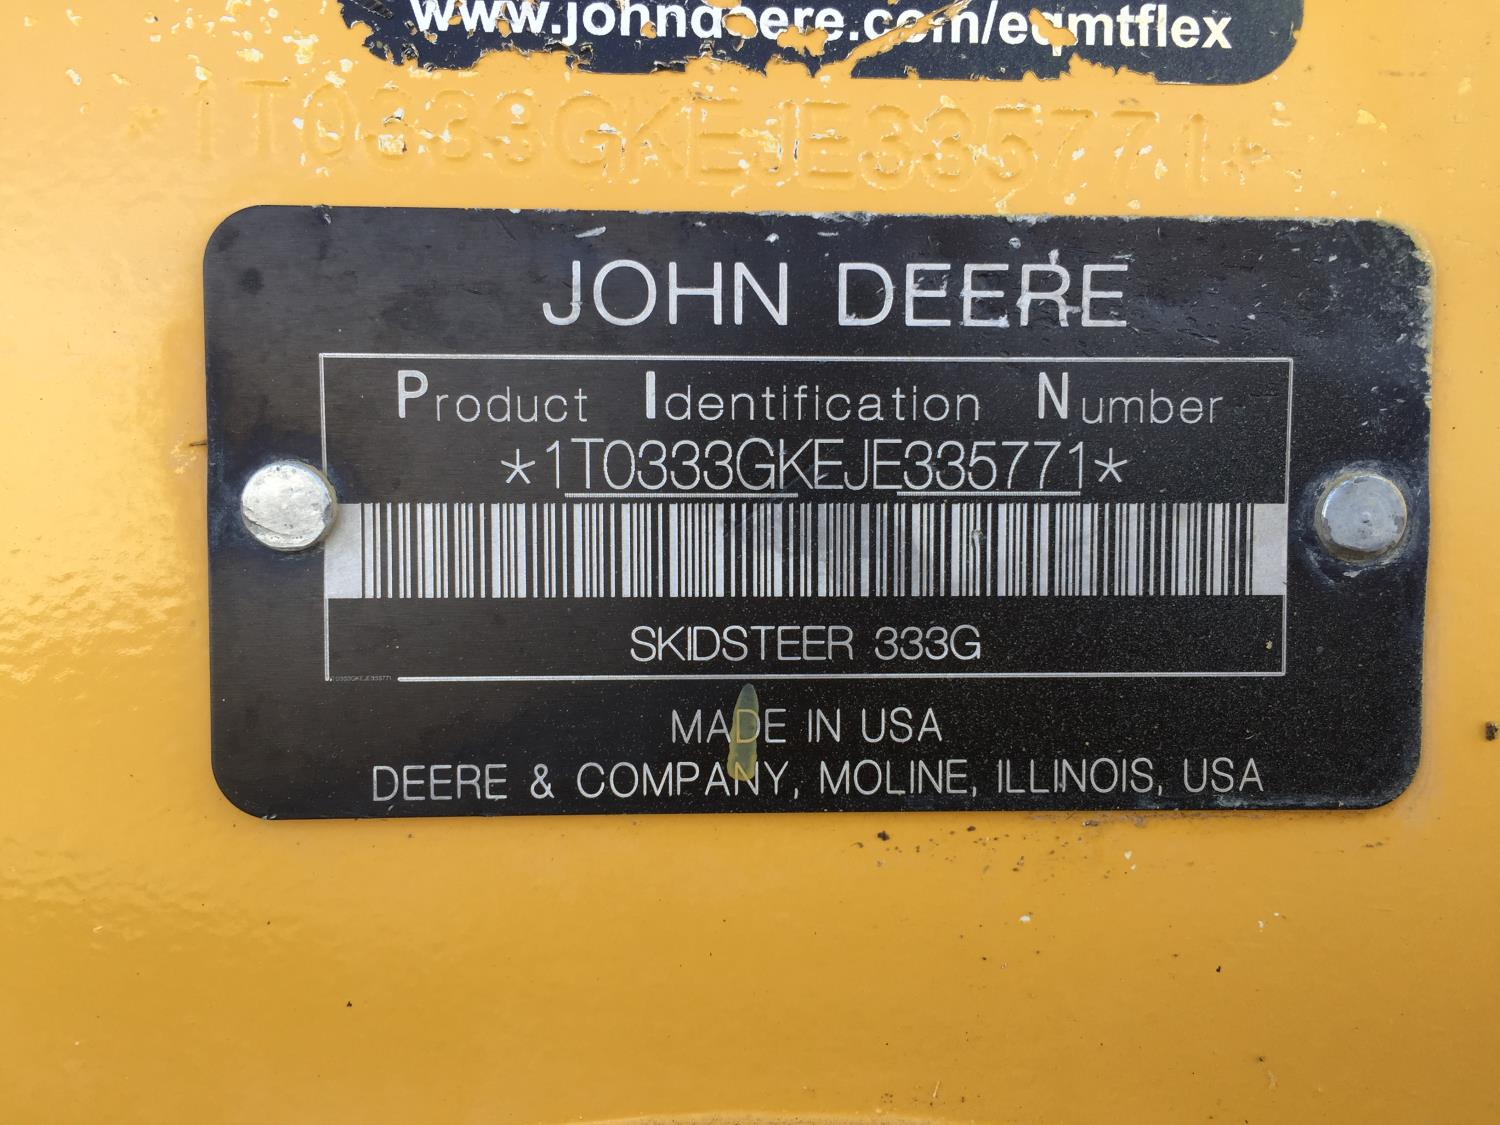 www.johndeere.com/eqmtflex
*1T0333GKEJE335771*
JOHN DEERE
Product Identification Number
*1T0333GKEJE335771*
SKIDSTEER 333G
1T0333GKEJE335771
MADE IN USA
DEERE & COMPANY, MOLINE, ILLINOIS, USA